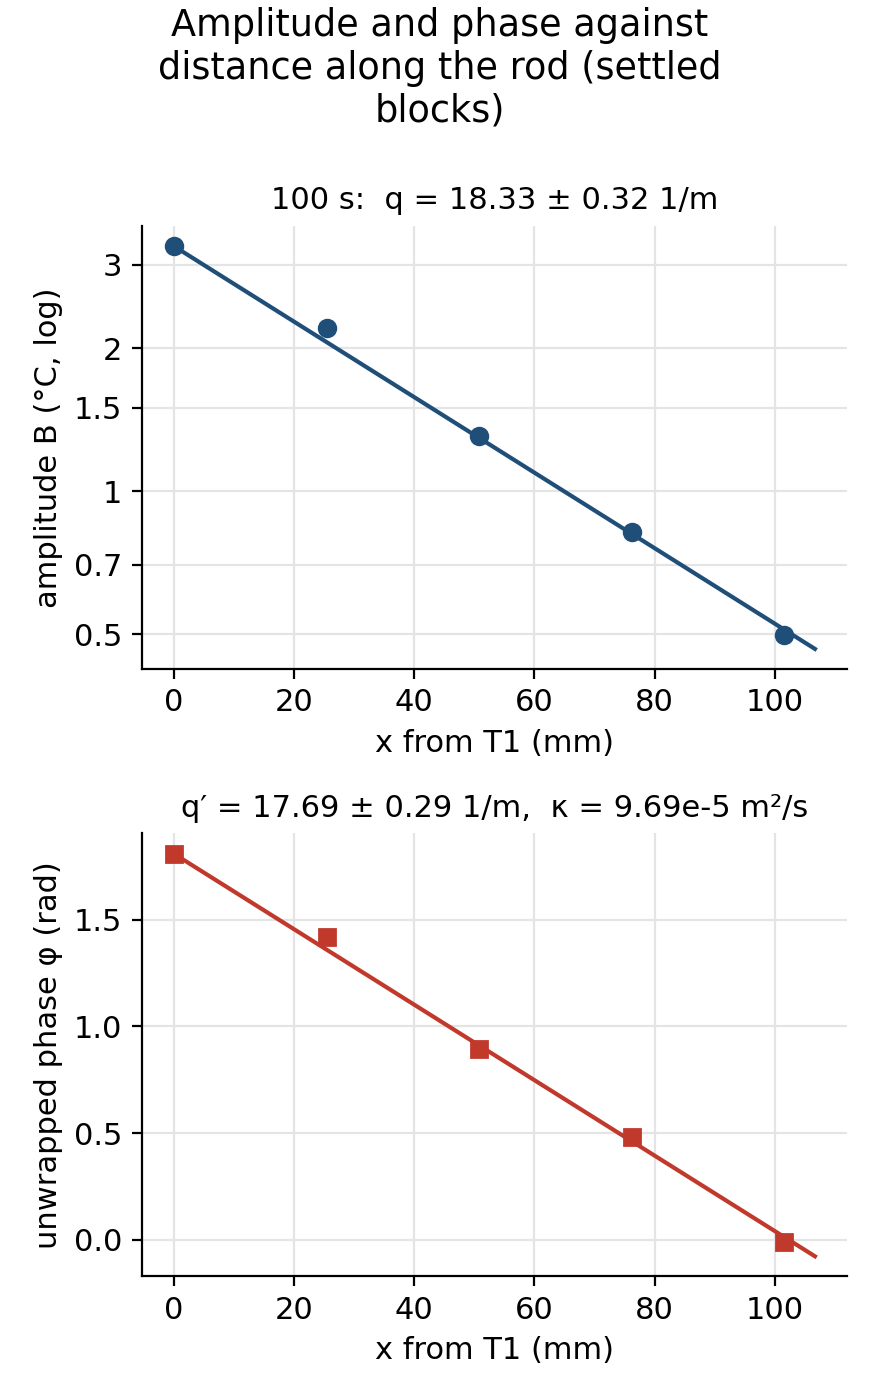 Amplitude and phase against
distance along the rod (settled
blocks)
100 s:  q = 18.33 ± 0.32 1/m
amplitude B (°C, log)
3
2
1.5
1
0.7
0.5
0 20 40 60 80 100
x from T1 (mm)
q′ = 17.69 ± 0.29 1/m,  κ = 9.69e-5 m²/s
unwrapped phase φ (rad)
1.5
1.0
0.5
0.0
0 20 40 60 80 100
x from T1 (mm)